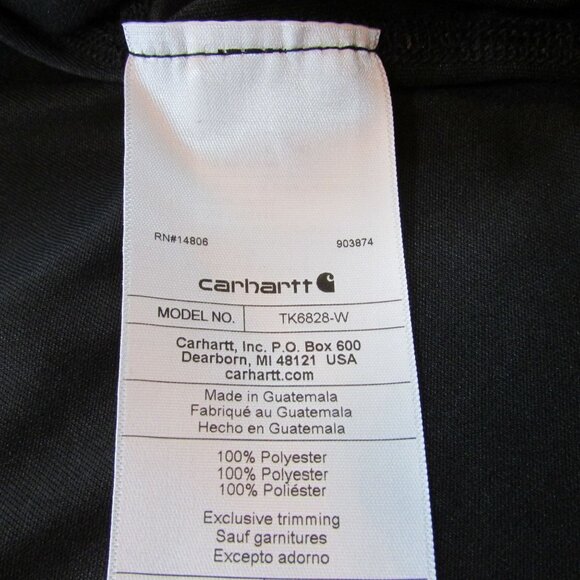 RN#14806 903874
carhartt
MODEL NO. TK6828-W
Carhartt, Inc. P.O. Box 600
Dearborn, MI 48121 USA
carhartt.com
Made in Guatemala
Fabriqué au Guatemala
Hecho en Guatemala
100% Polyester
100% Polyester
100% Poliéster
Exclusive trimming
Sauf garnitures
Excepto adorno